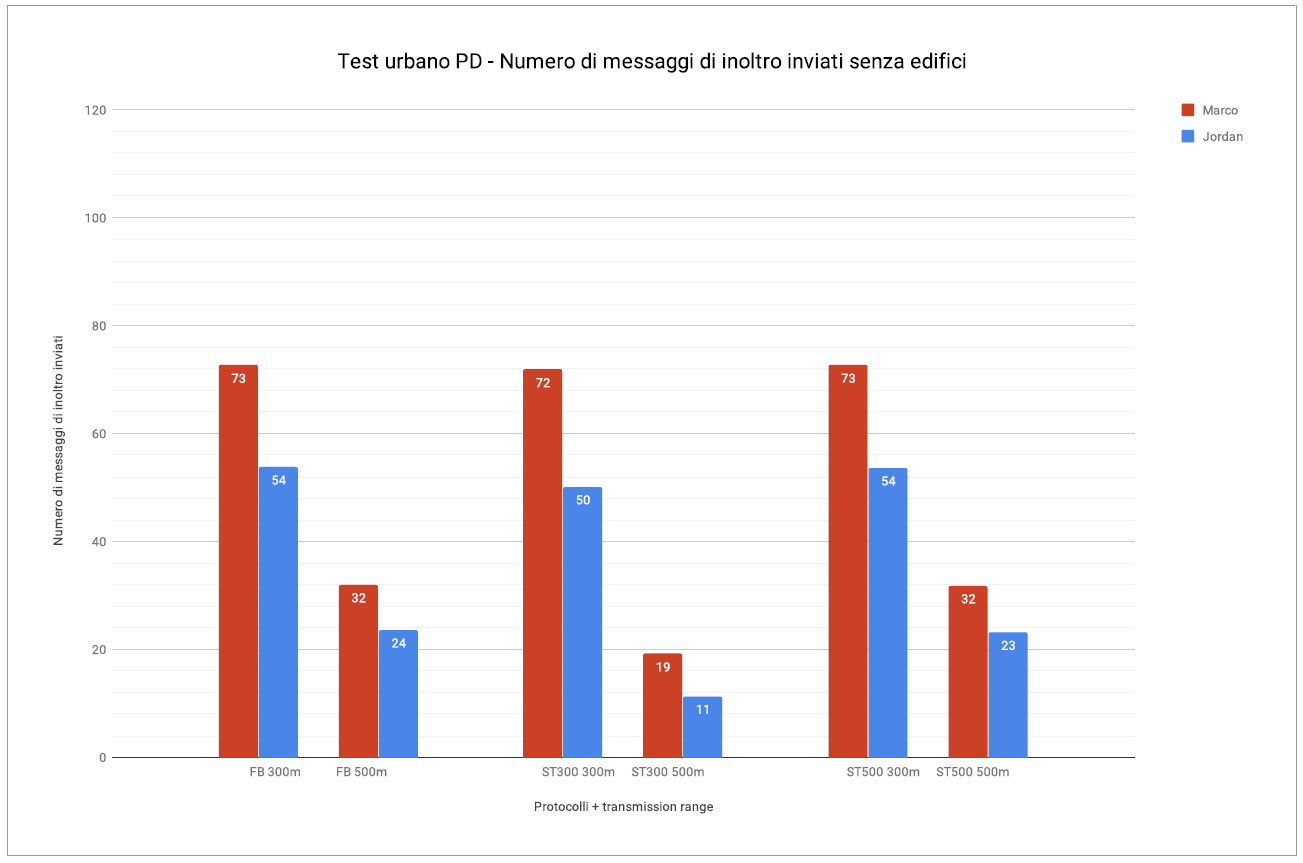 Test urbano PD - Numero di messaggi di inoltro inviati senza edifici
Marco
Jordan
Numero di messaggi di inoltro inviati
120
100
80
60
40
20
0
73
54
32
24
72
50
19
11
73
54
32
23
FB 300m
FB 500m
ST300 300m
ST300 500m
ST500 300m
ST500 500m
Protocolli + transmission range